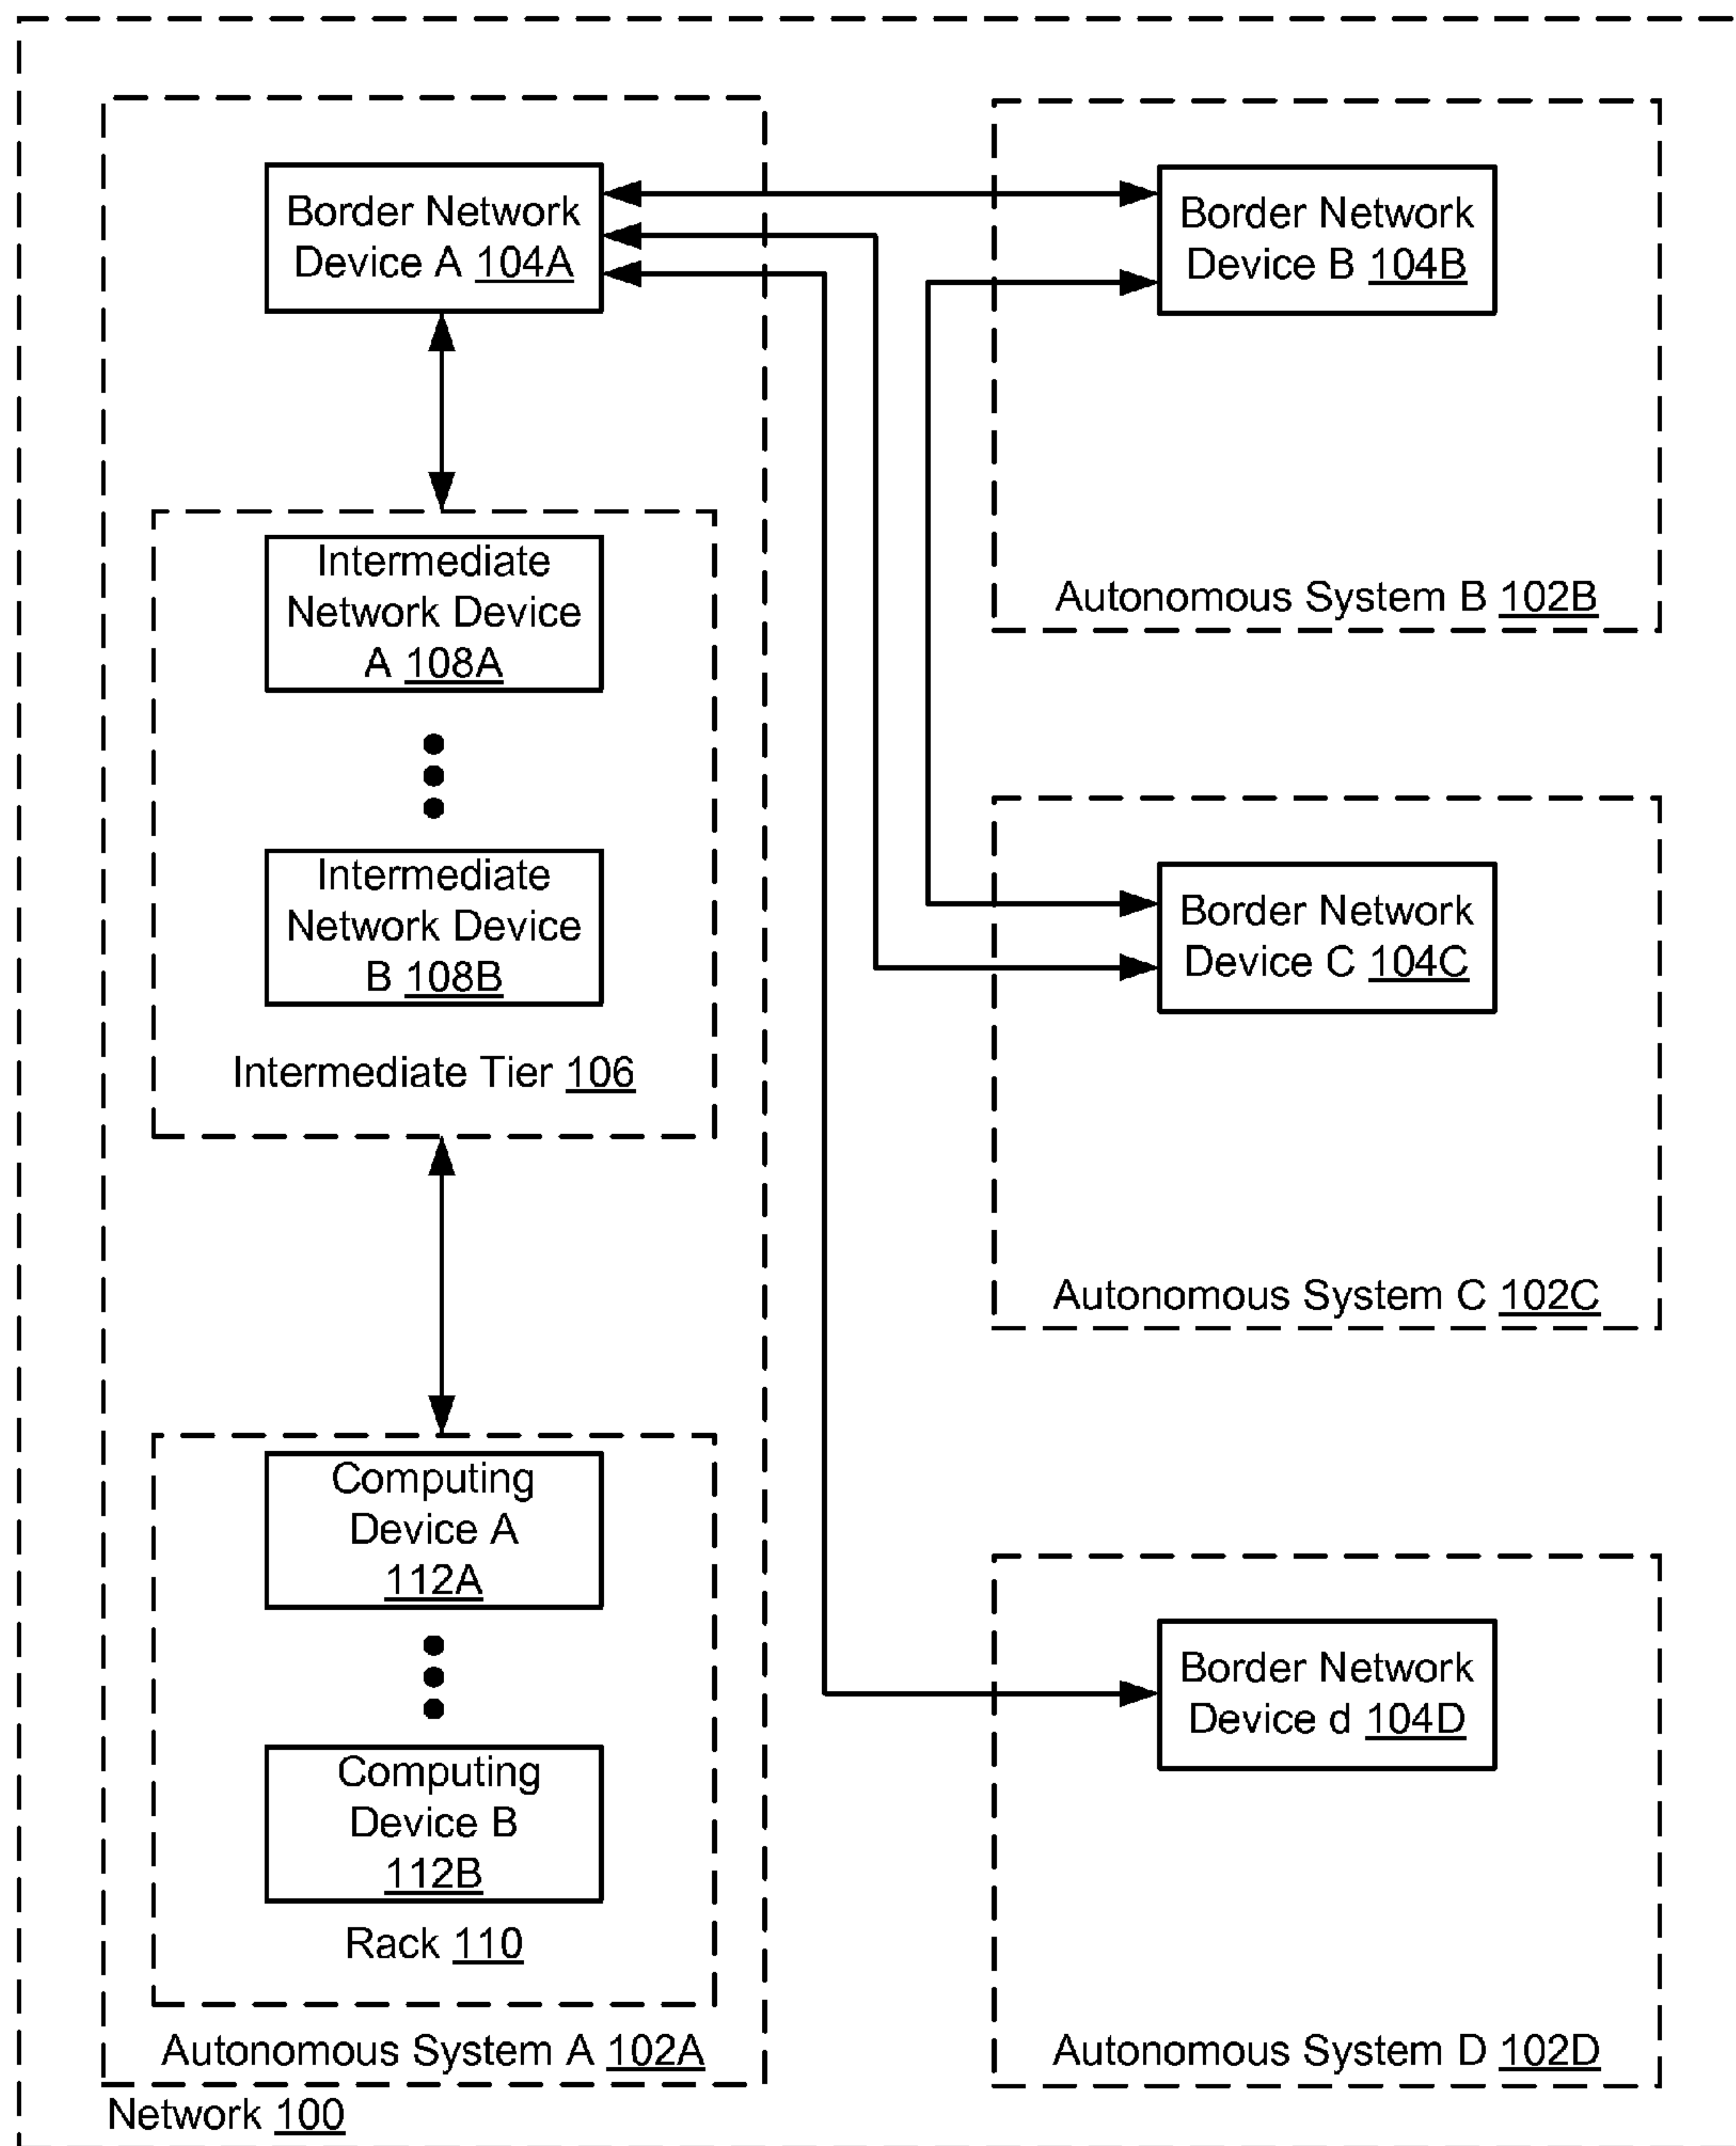 Border Network
Device A 104A
Intermediate
Network Device
A 108A
Intermediate
Network Device
B 108B
Intermediate Tier 106
Computing
Device A
112A
Computing
Device B
112B
Rack 110
Autonomous System A 102A
Border Network
Device B 104B
Autonomous System B 102B
Border Network
Device C 104C
Autonomous System C 102C
Border Network
Device d 104D
Autonomous System D 102D
Network 100